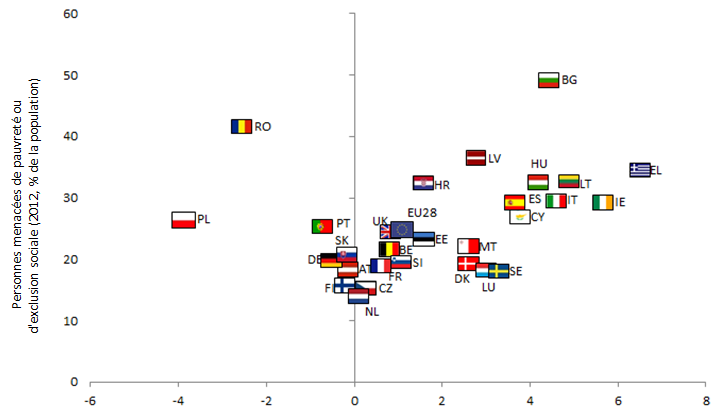 60
50
40
30
20
10
0
Personnes menacées de pauvreté ou
d'exclusion sociale (2012, % de la population)
BG
RO
LV
HU
EL
HR
LT
ES
IT
IE
PL
PT
UK
EU28
CY
SK
EE
BE
MT
DE
AT
FR
SI
DK
LU
SE
FI
CZ
NL
-6
-4
-2
0
2
4
6
8